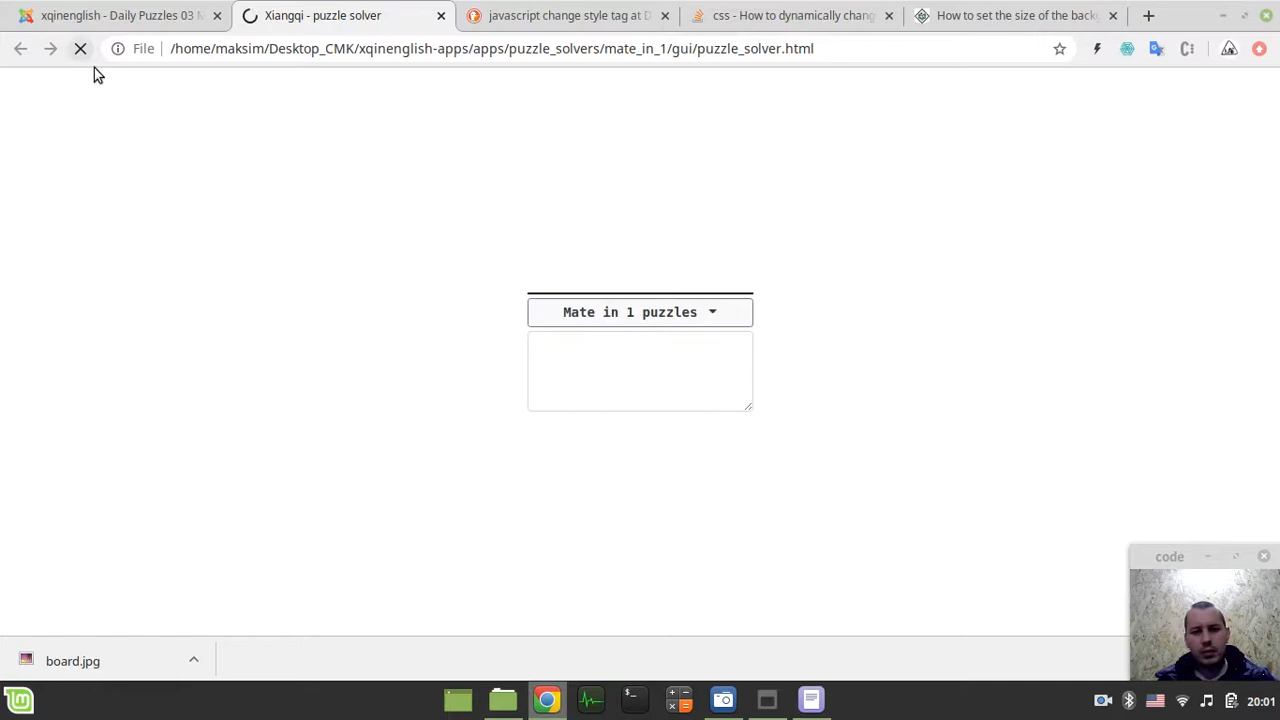 xqinenglish - Daily Puzzles 03 M
Xiangqi - puzzle solver
javascript change style tag at D
css - How to dynamically chang
How to set the size of the back
File
/home/maksim/Desktop_CMK/xqinenglish-apps/apps/puzzle_solvers/mate_in_1/gui/puzzle_solver.html
Mate in 1 puzzles
code
board.jpg
20:01